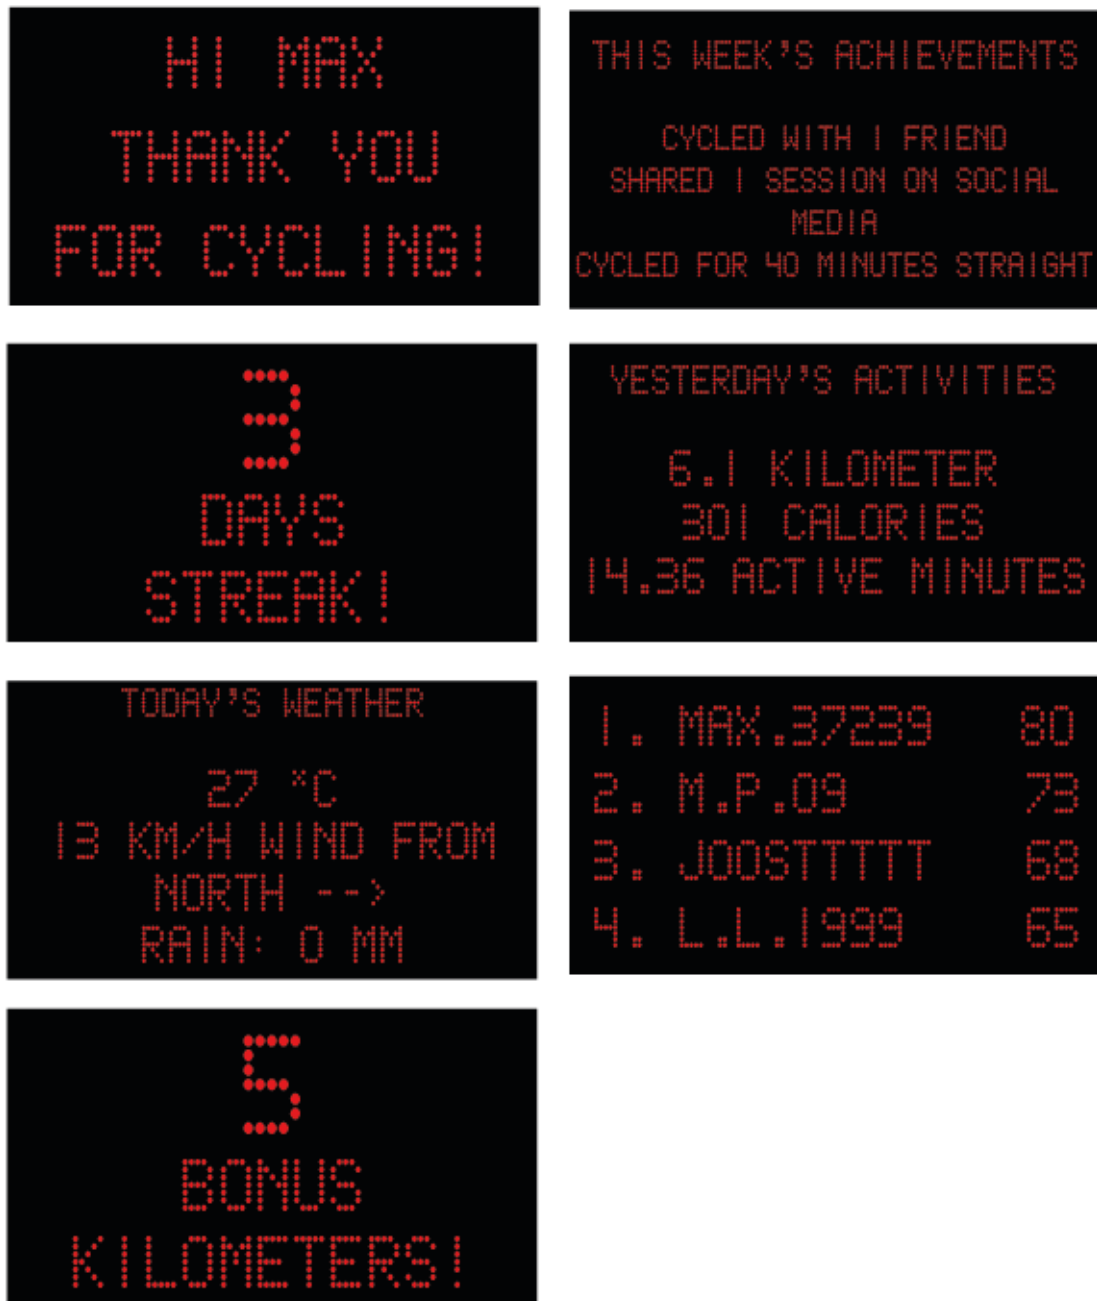 HI MAX
THANK YOU
FOR CYCLING!
THIS WEEK'S ACHIEVEMENTS
CYCLED WITH 1 FRIEND
SHARED 1 SESSION ON SOCIAL
MEDIA
CYCLED FOR 40 MINUTES STRAIGHT
3
DAYS
STREAK!
YESTERDAY'S ACTIVITIES
6.1 KILOMETER
301 CALORIES
14.36 ACTIVE MINUTES
TODAY'S WEATHER
27 °C
13 KM/H WIND FROM
NORTH -->
RAIN: 0 MM
1. MAX.37239 80
2. M.P.09 73
3. JOOSTTTTT 68
4. L.L.1999 65
5
BONUS
KILOMETERS!